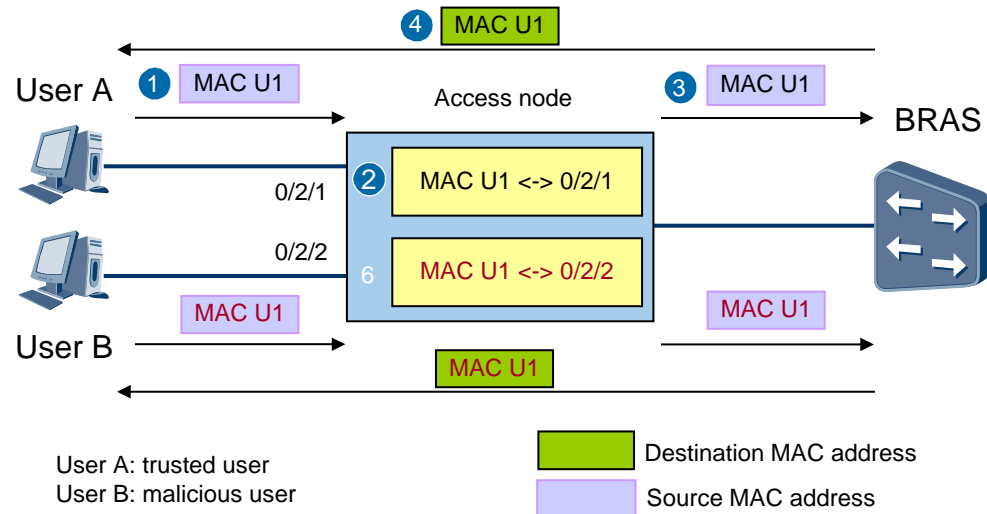 4 MAC U1
User A
1 MAC U1
Access node
3 MAC U1
BRAS
0/2/1
2 MAC U1 <-> 0/2/1
0/2/2
6 MAC U1 <-> 0/2/2
MAC U1
MAC U1
User B
MAC U1
User A: trusted user
User B: malicious user
Destination MAC address
Source MAC address